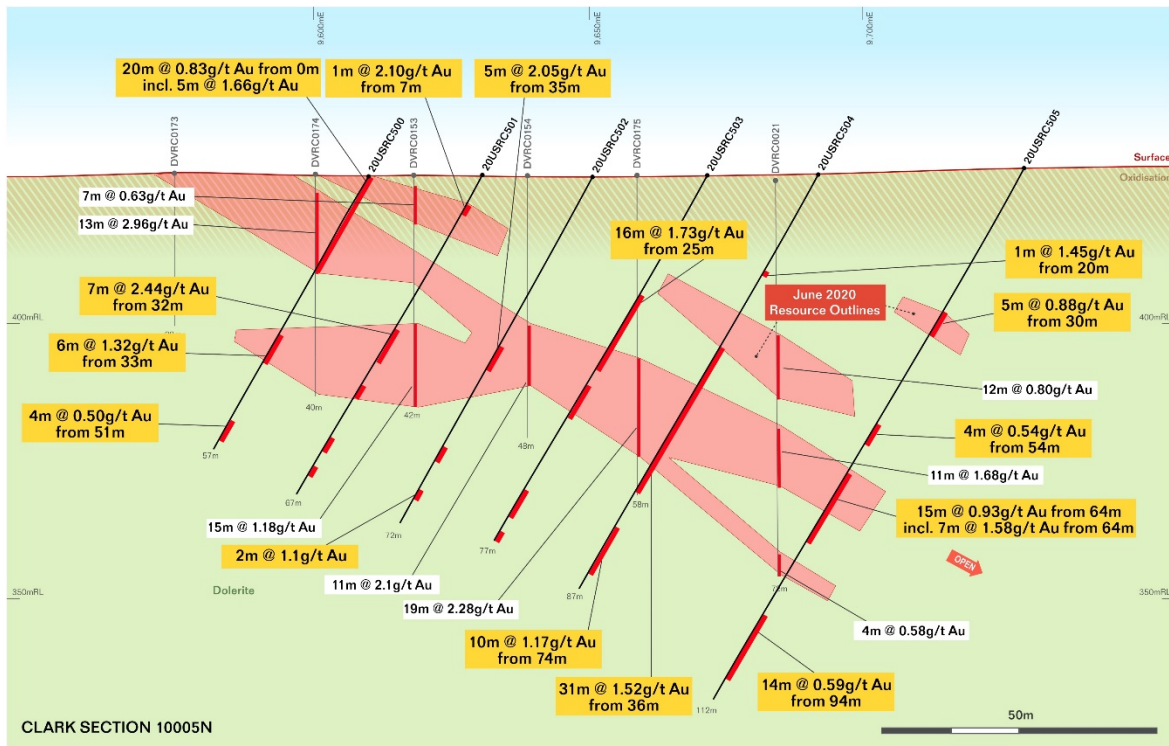 9,600mE
9,650mE
9,700mE
20m @ 0.83g/t Au from 0m
incl. 5m @ 1.66g/t Au
1m @ 2.10g/t Au
from 7m
5m @ 2.05g/t Au
from 35m
DVRC0173
DVRC0174
20USRC500
DVRC0153
20USRC501
DVRC0154
20USRC502
DVRC0175
20USRC503
DVRC0021
20USRC504
20USRC505
Surface
Oxidisation
7m @ 0.63g/t Au
13m @ 2.96g/t Au
16m @ 1.73g/t Au
from 25m
1m @ 1.45g/t Au
from 20m
7m @ 2.44g/t Au
from 32m
June 2020
Resource Outlines
5m @ 0.88g/t Au
from 30m
400mRL
400mRL
6m @ 1.32g/t Au
from 33m
12m @ 0.80g/t Au
40m
42m
48m
4m @ 0.50g/t Au
from 51m
57m
4m @ 0.54g/t Au
from 54m
11m @ 1.68g/t Au
67m
58m
15m @ 0.93g/t Au from 64m
incl. 7m @ 1.58g/t Au from 64m
15m @ 1.18g/t Au
72m
77m
2m @ 1.1g/t Au
OPEN
Dolerite
11m @ 2.1g/t Au
87m
350mRL
350mRL
19m @ 2.28g/t Au
4m @ 0.58g/t Au
10m @ 1.17g/t Au
from 74m
31m @ 1.52g/t Au
from 36m
14m @ 0.59g/t Au
from 94m
112m
50m
CLARK SECTION 10005N